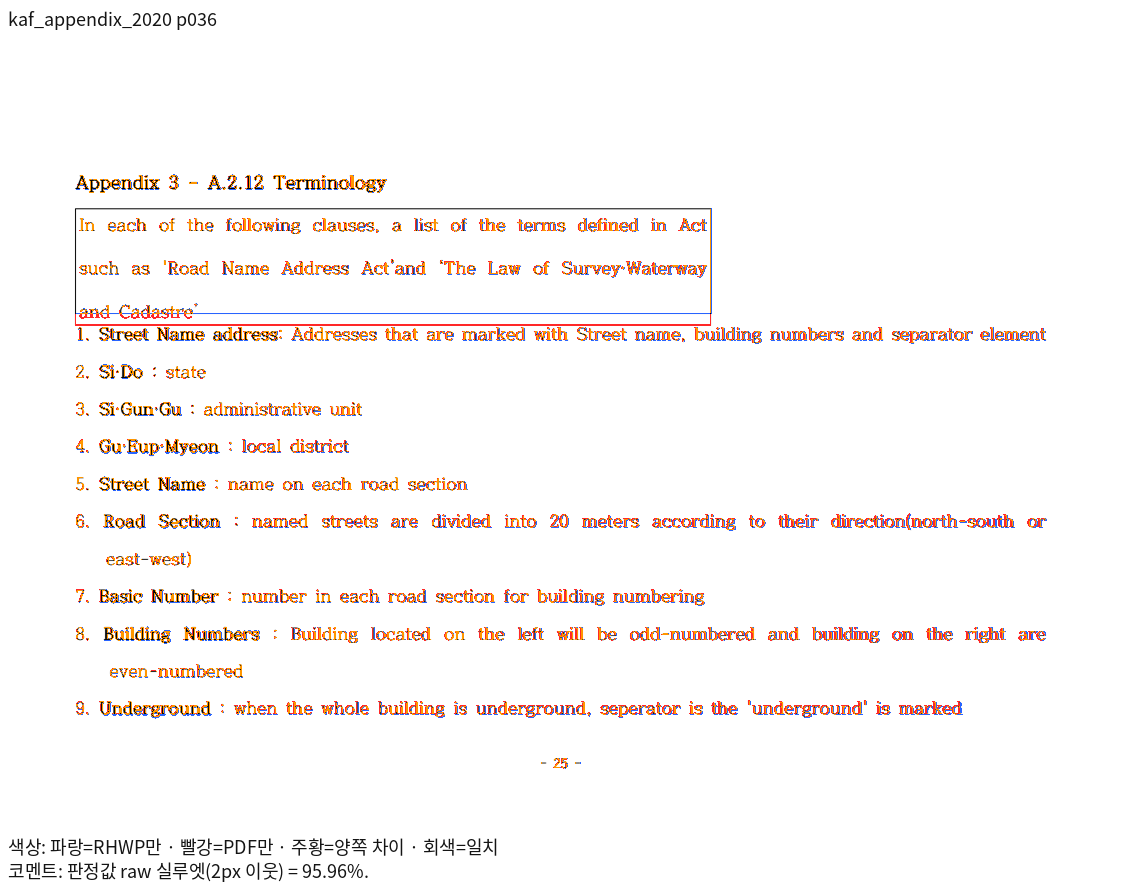 kaf_appendix_2020 p036
Appendix 3 - A.2.12 Terminology
In each of the following clauses, a list of the terms defined in Act
such as 'Road Name Address Act'and 'The Law of Survey·Waterway
and Cadastre'
1. Street Name address: Addresses that are marked with Street name, building numbers and separator element
2. Si·Do : state
3. Si·Gun·Gu : administrative unit
4. Gu·Eup·Myeon : local district
5. Street Name : name on each road section
6. Road Section : named streets are divided into 20 meters according to their direction(north-south or
east-west)
7. Basic Number : number in each road section for building numbering
8. Building Numbers : Building located on the left will be odd-numbered and building on the right are
even-numbered
9. Underground : when the whole building is underground, seperator is the 'underground' is marked
- 25 -
색상: 파랑=RHWP만 · 빨강=PDF만 · 주황=양쪽 차이 · 회색=일치
코멘트: 판정값 raw 실루엣(2px 이웃) = 95.96%.